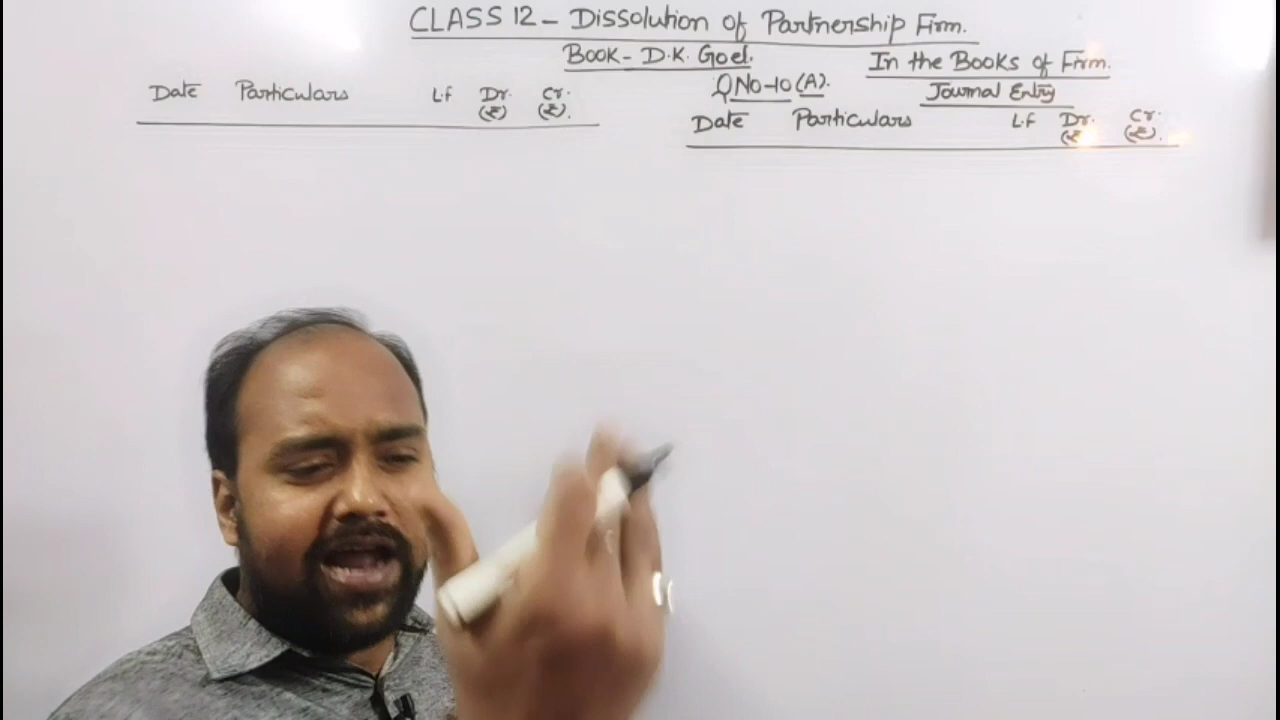 CLASS 12 - Dissolution of Partnership Firm.
Book - D.K. Goel.
In the Books of Firm.
QNo-10 (A).
Journal Entry
Date Particulars L.f Dr. (₹) Cr. (₹).
Date Particulars L.f Dr. (₹) Cr. (₹).